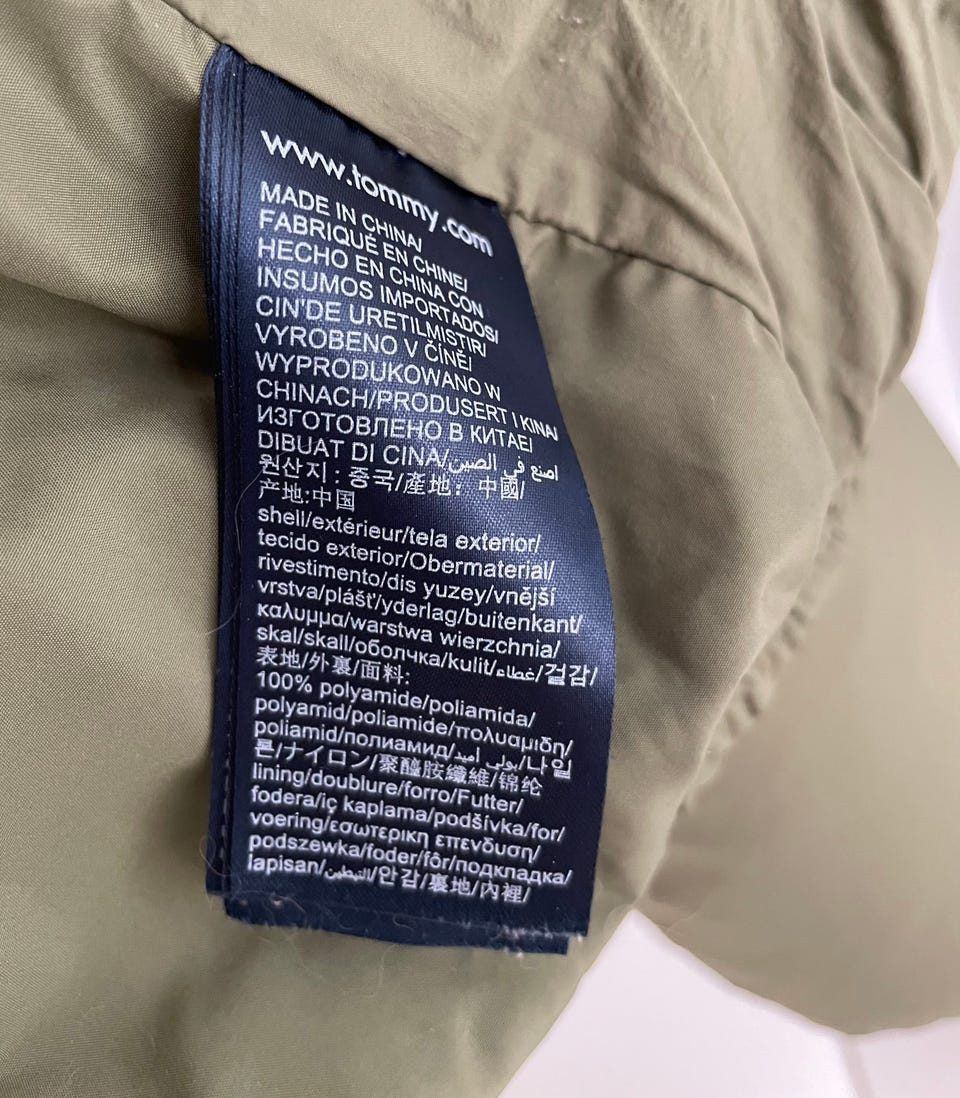 www.tommy.com
MADE IN CHINA/
FABRIQUÉ EN CHINE/
HECHO EN CHINA CON
INSUMOS IMPORTADOS/
CIN'DE URETILMISTIR/
VYROBENO V ČÍNĚ/
WYPRODUKOWANO W
CHINACH/PRODUSERT I KINA/
ИЗГОТОВЛЕНО В КИТАЕ/
DIBUAT DI CINA/اصنع في الصين
원산지 : 중국/產地： 中國/
产地:中国
shell/extérieur/tela exterior/
tecido exterior/Obermaterial/
rivestimento/dis yuzey/vnější
vrstva/plášť/yderlag/buitenkant/
καλυμμα/warstwa wierzchnia/
skal/skall/оболчка/kulit/غطاء/겉감/
表地/外裏/面料:
100% polyamide/poliamida/
polyamid/poliamide/πολυαμιδη/
poliamid/полиамид/بولي أميد/나일
론/ナイロン/聚醯胺纖維/锦纶
lining/doublure/forro/Futter/
fodera/iç kaplama/podšívka/for/
voering/εσωτερικη επενδυση/
podszewka/foder/fôr/подкладка/
lapisan/التبطين/안감/裏地/內裡/